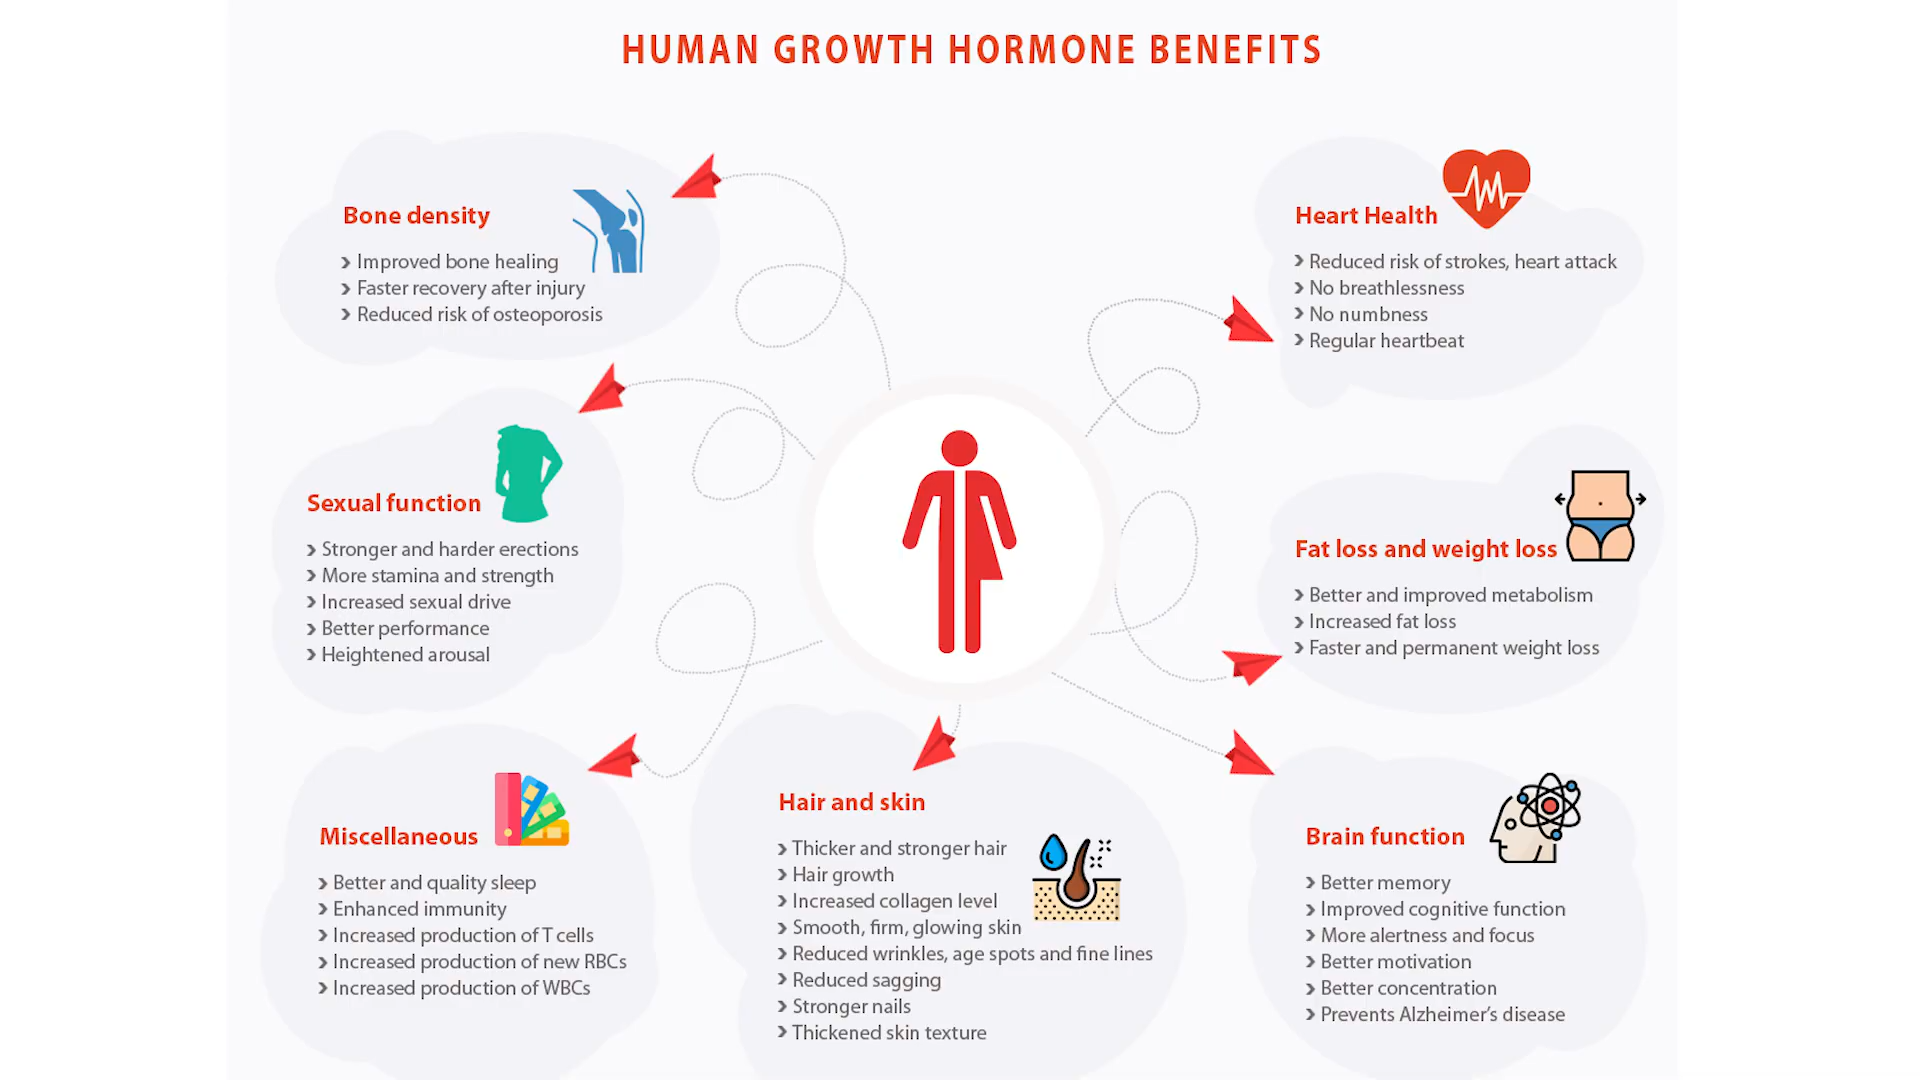 HUMAN GROWTH HORMONE BENEFITS
Bone density
Improved bone healing
Faster recovery after injury
Reduced risk of osteoporosis
Heart Health
Reduced risk of strokes, heart attack
No breathlessness
No numbness
Regular heartbeat
Sexual function
Stronger and harder erections
More stamina and strength
Increased sexual drive
Better performance
Heightened arousal
Fat loss and weight loss
Better and improved metabolism
Increased fat loss
Faster and permanent weight loss
Miscellaneous
Better and quality sleep
Enhanced immunity
Increased production of T cells
Increased production of new RBCs
Increased production of WBCs
Hair and skin
Thicker and stronger hair
Hair growth
Increased collagen level
Smooth, firm, glowing skin
Reduced wrinkles, age spots and fine lines
Reduced sagging
Stronger nails
Thickened skin texture
Brain function
Better memory
Improved cognitive function
More alertness and focus
Better motivation
Better concentration
Prevents Alzheimer's disease